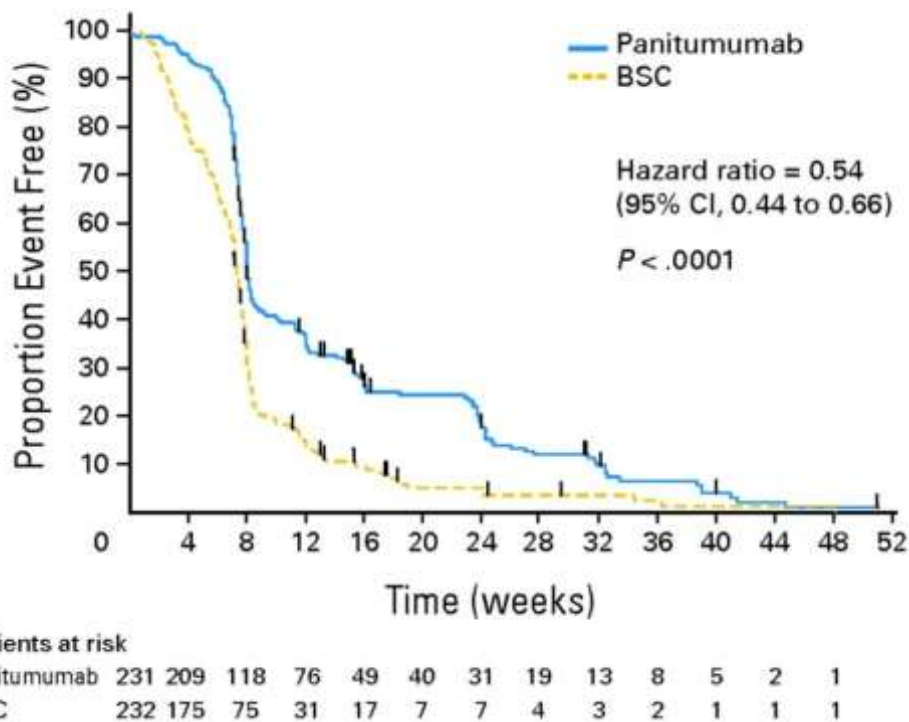 100
90
80
70
60
50
40
30
20
10
0
Proportion Event Free (%)
Panitumumab
BSC
Hazard ratio = 0.54
(95% CI, 0.44 to 0.66)
P < .0001
4 8 12 16 20 24 28 32 36 40 44 48 52
Time (weeks)
ients at risk
itumumab 231 209 118 76 49 40 31 19 13 8 5 2 1
C 232 175 75 31 17 7 7 4 3 2 1 1 1